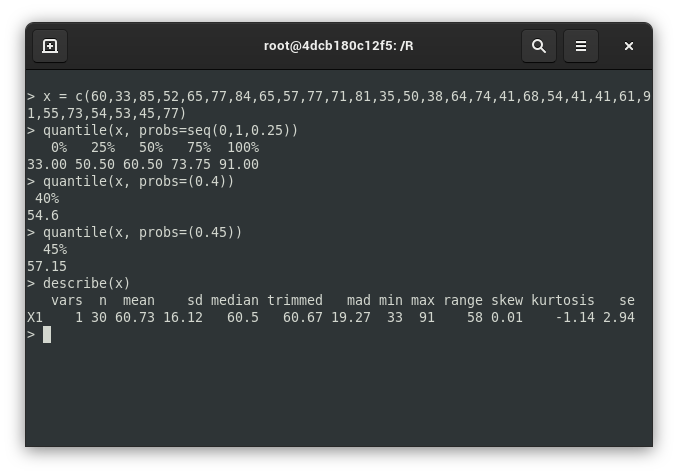 root@4dcb180c12f5: /R
> x = c(60,33,85,52,65,77,84,65,57,77,71,81,35,50,38,64,74,41,68,54,41,41,61,9
1,55,73,54,53,45,77)
> quantile(x, probs=seq(0,1,0.25))
   0%   25%   50%   75%  100%
33.00 50.50 60.50 73.75 91.00
> quantile(x, probs=(0.4))
 40%
54.6
> quantile(x, probs=(0.45))
  45%
57.15
> describe(x)
   vars  n  mean    sd median trimmed   mad min max range skew kurtosis   se
X1    1 30 60.73 16.12   60.5   60.67 19.27  33  91    58 0.01    -1.14 2.94
>